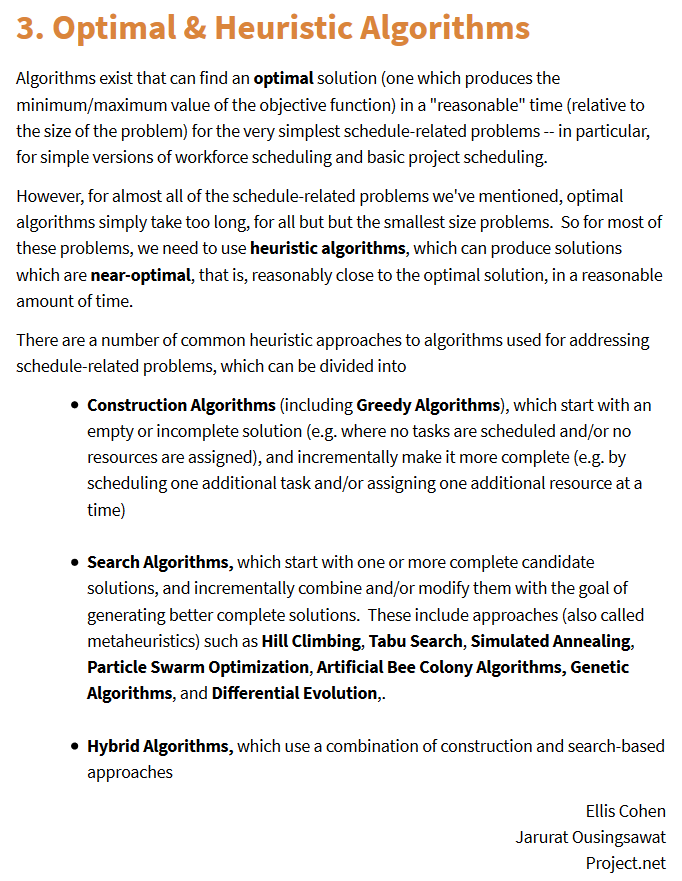 3. Optimal & Heuristic Algorithms
Algorithms exist that can find an optimal solution (one which produces the
minimum/maximum value of the objective function) in a "reasonable" time (relative to
the size of the problem) for the very simplest schedule-related problems -- in particular,
for simple versions of workforce scheduling and basic project scheduling.
However, for almost all of the schedule-related problems we've mentioned, optimal
algorithms simply take too long, for all but but the smallest size problems.  So for most of
these problems, we need to use heuristic algorithms, which can produce solutions
which are near-optimal, that is, reasonably close to the optimal solution, in a reasonable
amount of time.
There are a number of common heuristic approaches to algorithms used for addressing
schedule-related problems, which can be divided into
• Construction Algorithms (including Greedy Algorithms), which start with an
empty or incomplete solution (e.g. where no tasks are scheduled and/or no
resources are assigned), and incrementally make it more complete (e.g. by
scheduling one additional task and/or assigning one additional resource at a
time)
• Search Algorithms, which start with one or more complete candidate
solutions, and incrementally combine and/or modify them with the goal of
generating better complete solutions.  These include approaches (also called
metaheuristics) such as Hill Climbing, Tabu Search, Simulated Annealing,
Particle Swarm Optimization, Artificial Bee Colony Algorithms, Genetic
Algorithms, and Differential Evolution,.
• Hybrid Algorithms, which use a combination of construction and search-based
approaches
Ellis Cohen
Jarurat Ousingsawat
Project.net